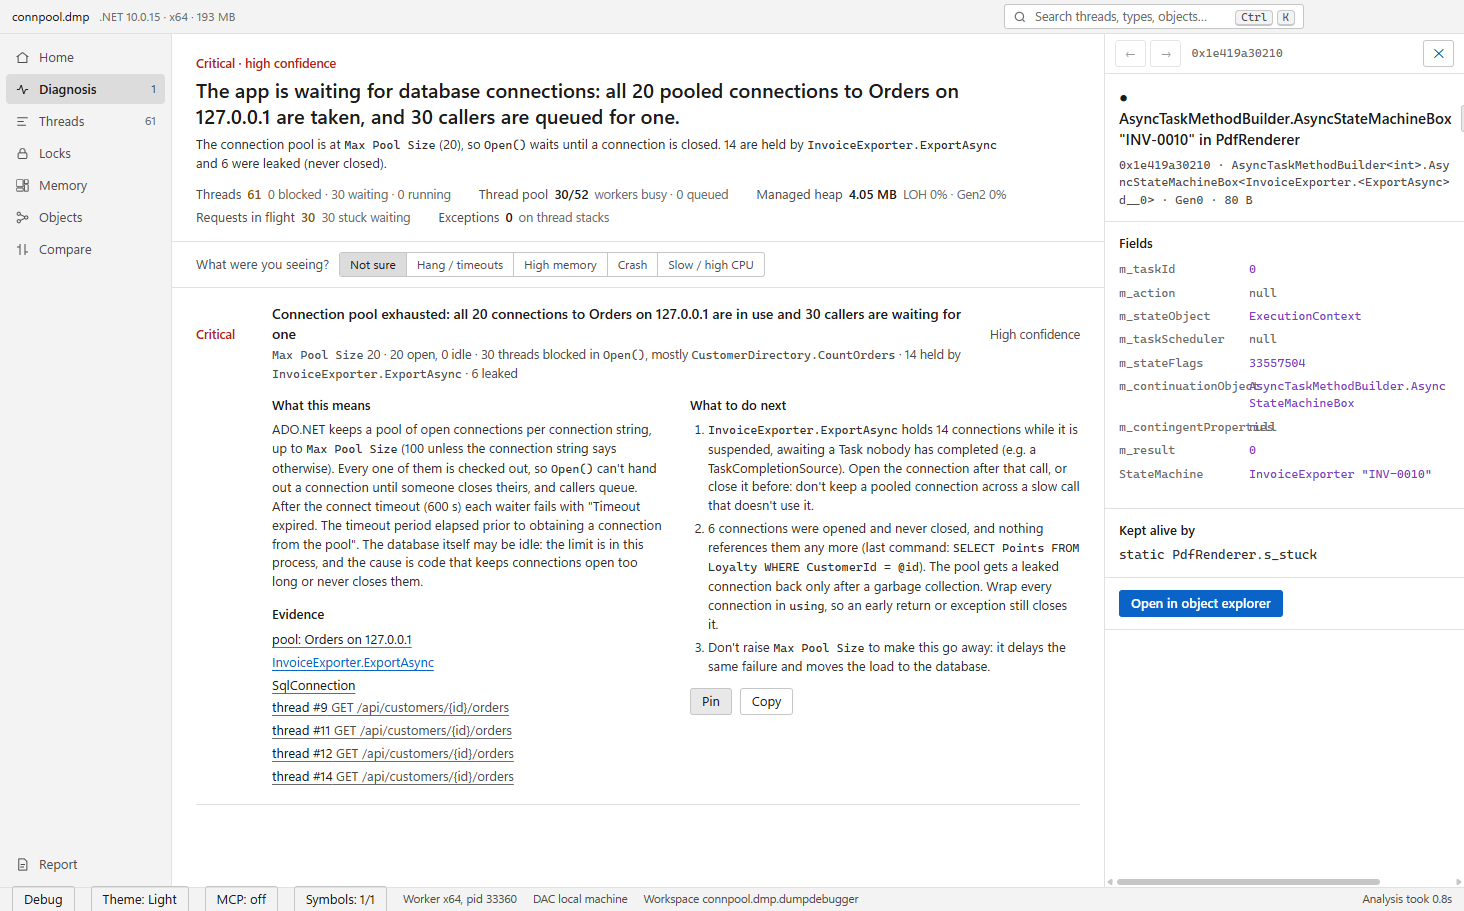 connpool.dmp .NET 10.0.15 · x64 · 193 MB
Search threads, types, objects... Ctrl K
Home
Diagnosis 1
Threads 61
Locks
Memory
Objects
Compare
Report
Critical · high confidence
The app is waiting for database connections: all 20 pooled connections to Orders on
127.0.0.1 are taken, and 30 callers are queued for one.
The connection pool is at Max Pool Size (20), so Open() waits until a connection is closed. 14 are held by InvoiceExporter.ExportAsync
and 6 were leaked (never closed).
Threads 61 0 blocked · 30 waiting · 0 running Thread pool 30/52 workers busy · 0 queued Managed heap 4.05 MB LOH 0% · Gen2 0%
Requests in flight 30 30 stuck waiting Exceptions 0 on thread stacks
What were you seeing? Not sure Hang / timeouts High memory Crash Slow / high CPU
Critical
Connection pool exhausted: all 20 connections to Orders on 127.0.0.1 are in use and 30 callers are waiting for
one
High confidence
Max Pool Size 20 · 20 open, 0 idle · 30 threads blocked in Open(), mostly CustomerDirectory.CountOrders · 14 held by
InvoiceExporter.ExportAsync · 6 leaked
What this means
ADO.NET keeps a pool of open connections per connection string,
up to Max Pool Size (100 unless the connection string says
otherwise). Every one of them is checked out, so Open() can't hand
out a connection until someone closes theirs, and callers queue.
After the connect timeout (600 s) each waiter fails with "Timeout
expired. The timeout period elapsed prior to obtaining a connection
from the pool". The database itself may be idle: the limit is in this
process, and the cause is code that keeps connections open too
long or never closes them.
Evidence
pool: Orders on 127.0.0.1
InvoiceExporter.ExportAsync
SqlConnection
thread #9 GET /api/customers/{id}/orders
thread #11 GET /api/customers/{id}/orders
thread #12 GET /api/customers/{id}/orders
thread #14 GET /api/customers/{id}/orders
What to do next
1. InvoiceExporter.ExportAsync holds 14 connections while it is
suspended, awaiting a Task nobody has completed (e.g. a
TaskCompletionSource). Open the connection after that call, or
close it before: don't keep a pooled connection across a slow call
that doesn't use it.
2. 6 connections were opened and never closed, and nothing
references them any more (last command: SELECT Points FROM
Loyalty WHERE CustomerId = @id). The pool gets a leaked
connection back only after a garbage collection. Wrap every
connection in using, so an early return or exception still closes
it.
3. Don't raise Max Pool Size to make this go away: it delays the
same failure and moves the load to the database.
Pin Copy
← → 0x1e419a30210
AsyncTaskMethodBuilder.AsyncStateMachineBox
"INV-0010" in PdfRenderer
0x1e419a30210 · AsyncTaskMethodBuilder<int>.Asy
ncStateMachineBox<InvoiceExporter.<ExportAsync>
d__0> · Gen0 · 80 B
Fields
m_taskId 0
m_action null
m_stateObject ExecutionContext
m_taskScheduler null
m_stateFlags 33557504
m_continuationObject AsyncTaskMethodBuilder.Async
StateMachineBox
m_contingentProperties null
m_result 0
StateMachine InvoiceExporter "INV-0010"
Kept alive by
static PdfRenderer.s_stuck
Open in object explorer
Debug Theme: Light MCP: off Symbols: 1/1 Worker x64, pid 33360 DAC local machine Workspace connpool.dmp.dumpdebugger Analysis took 0.8s